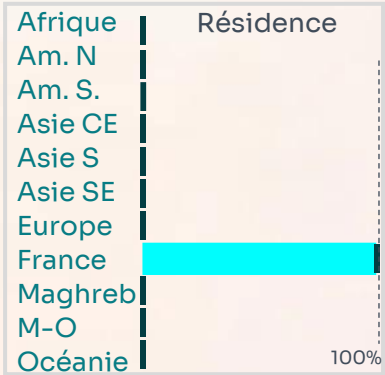 Résidence
Afrique
Am. N
Am. S.
Asie CE
Asie S
Asie SE
Europe
France
Maghreb
M-O
Océanie
100%